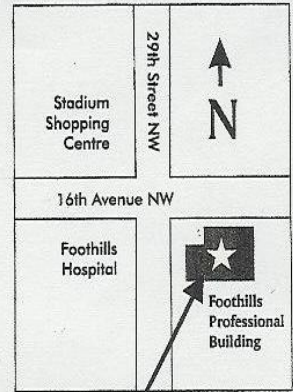 Stadium
Shopping
Centre
29th Street NW
N
16th Avenue NW
Foothills
Hospital
Foothills
Professional
Building